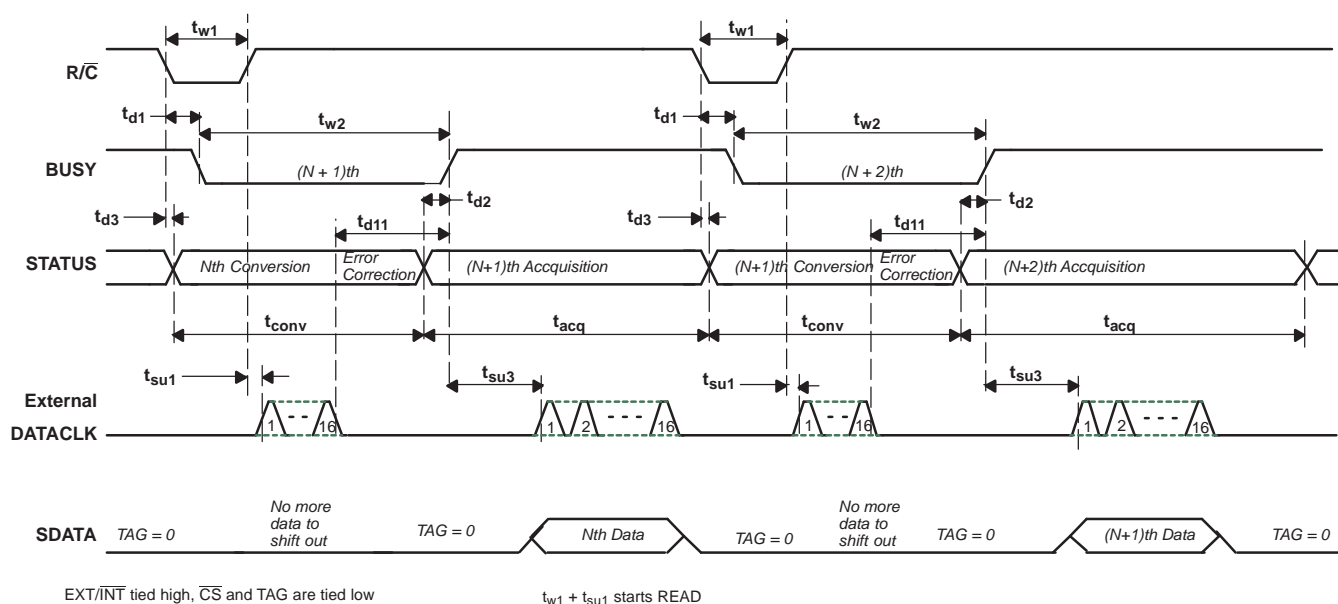 tw1 tw1
R/C̅
td1 tw2 td1 tw2
BUSY (N + 1)th (N + 2)th
td3 td2 td3 td2
td11 td11
STATUS Nth Conversion Error Correction (N+1)th Accquisition (N+1)th Conversion Error Correction (N+2)th Acquisition
tconv tacq tconv tacq
tsu1 tsu3 tsu1 tsu3
External
DATACLK 1 - - 16 1 2 - - - 16 1 - - 16 1 2 - - - 16
No more No more
data to data to
shift out shift out
SDATA TAG = 0 TAG = 0 Nth Data TAG = 0 TAG = 0 (N+1)th Data TAG = 0
EXT/I̅N̅T̅ tied high, C̅S̅ and TAG are tied low tw1 + tsu1 starts READ